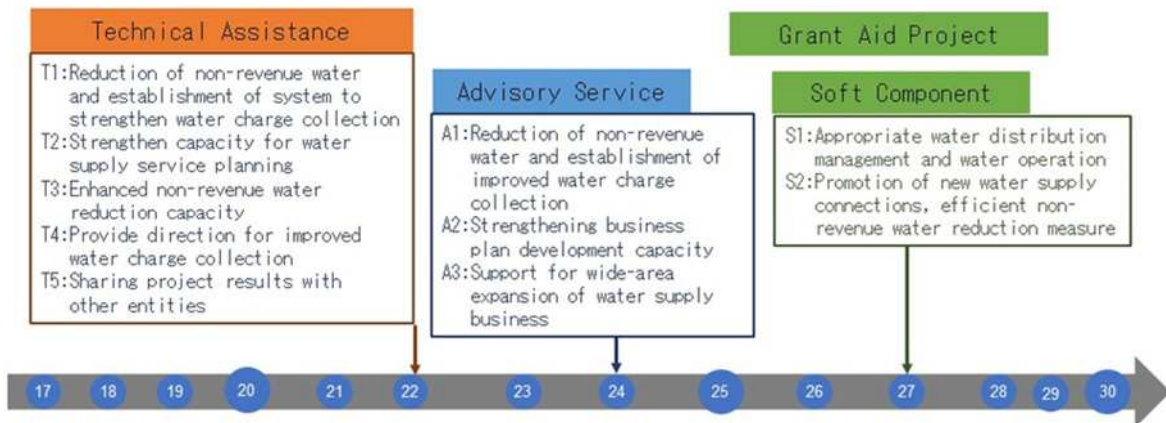 Technical Assistance
T1:Reduction of non-revenue water
and establishment of system to
strengthen water charge collection
T2:Strengthen capacity for water
supply service planning
T3:Enhanced non-revenue water
reduction capacity
T4:Provide direction for improved
water charge collection
T5:Sharing project results with
other entities
Advisory Service
A1:Reduction of non-revenue
water and establishment of
improved water charge
collection
A2:Strengthening business
plan development capacity
A3:Support for wide-area
expansion of water supply
business
Grant Aid Project
Soft Component
S1:Appropriate water distribution
management and water operation
S2:Promotion of new water supply
connections, efficient non-
revenue water reduction measure
17 18 19 20 21 22 23 24 25 26 27 28 29 30